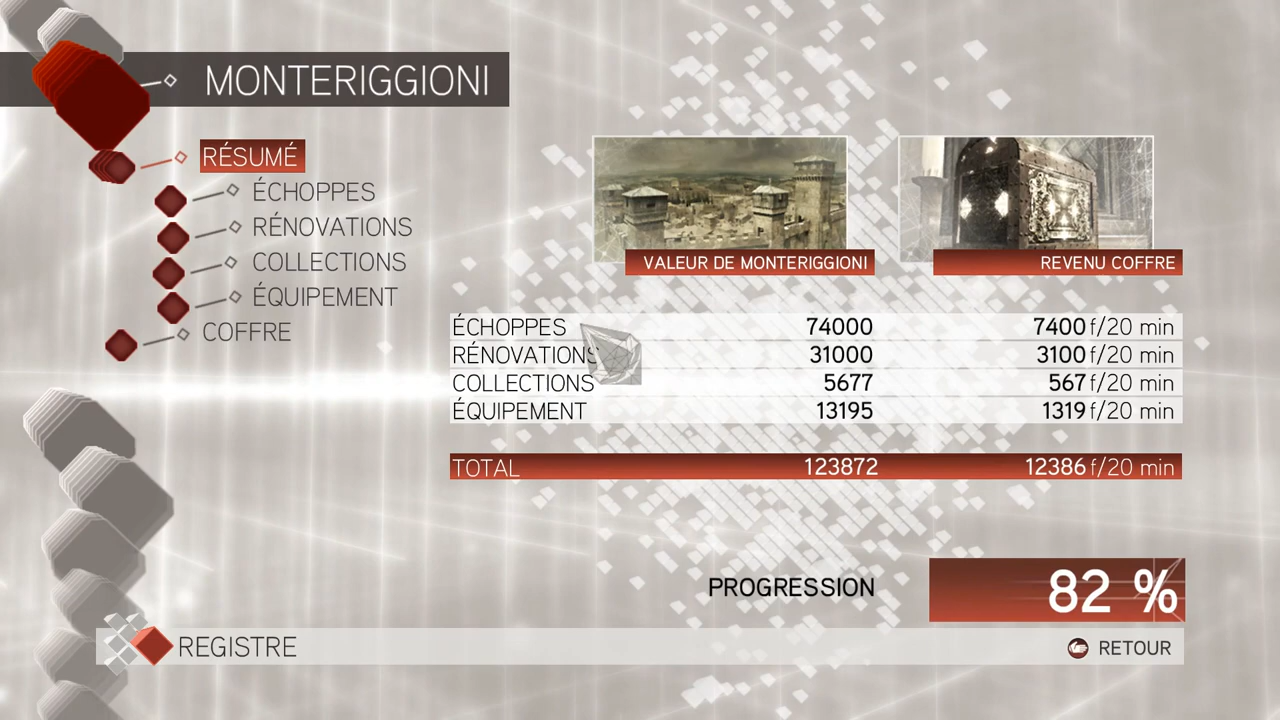 MONTERIGGIONI
RÉSUMÉ
ÉCHOPPES
RÉNOVATIONS
COLLECTIONS
ÉQUIPEMENT
COFFRE
VALEUR DE MONTERIGGIONI REVENU COFFRE
ÉCHOPPES 74000 7400 f/20 min
RÉNOVATIONS 31000 3100 f/20 min
COLLECTIONS 5677 567 f/20 min
ÉQUIPEMENT 13195 1319 f/20 min
TOTAL 123872 12386 f/20 min
PROGRESSION 82 %
REGISTRE RETOUR